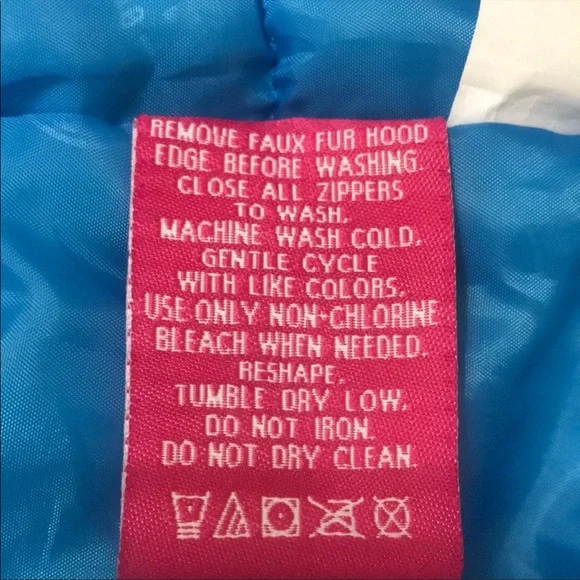 REMOVE FAUX FUR HOOD
EDGE BEFORE WASHING.
CLOSE ALL ZIPPERS
TO WASH.
MACHINE WASH COLD,
GENTLE CYCLE
WITH LIKE COLORS.
USE ONLY NON-CHLORINE
BLEACH WHEN NEEDED.
RESHAPE.
TUMBLE DRY LOW.
DO NOT IRON.
DO NOT DRY CLEAN.